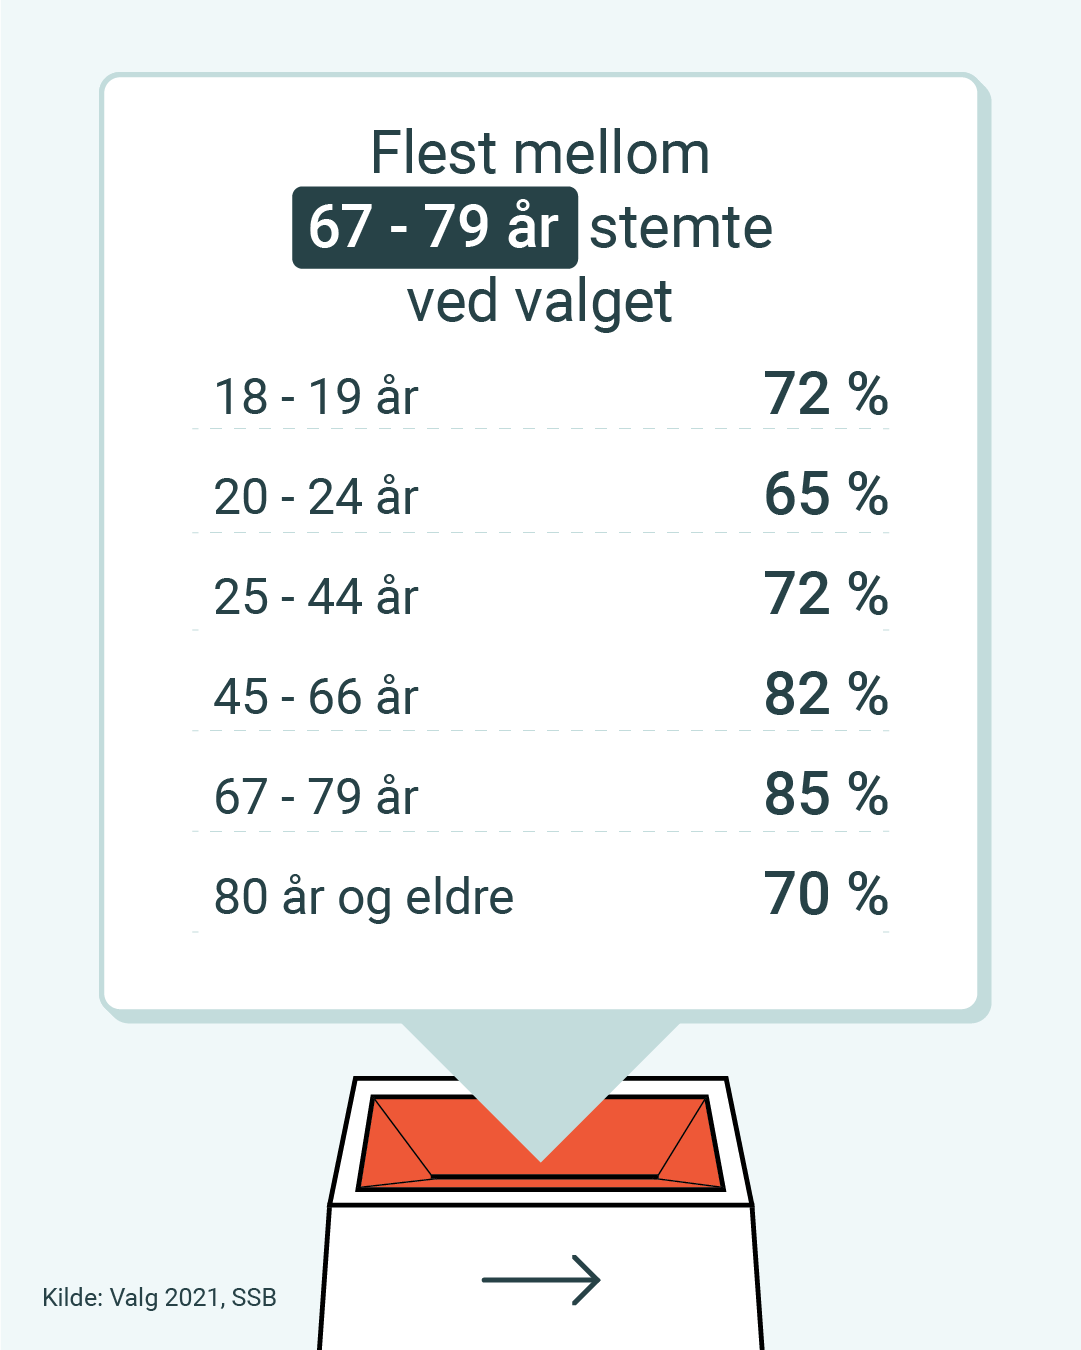 Flest mellom
67 - 79 år stemte
ved valget
18 - 19 år 72 %
20 - 24 år 65 %
25 - 44 år 72 %
45 - 66 år 82 %
67 - 79 år 85 %
80 år og eldre 70 %
Kilde: Valg 2021, SSB